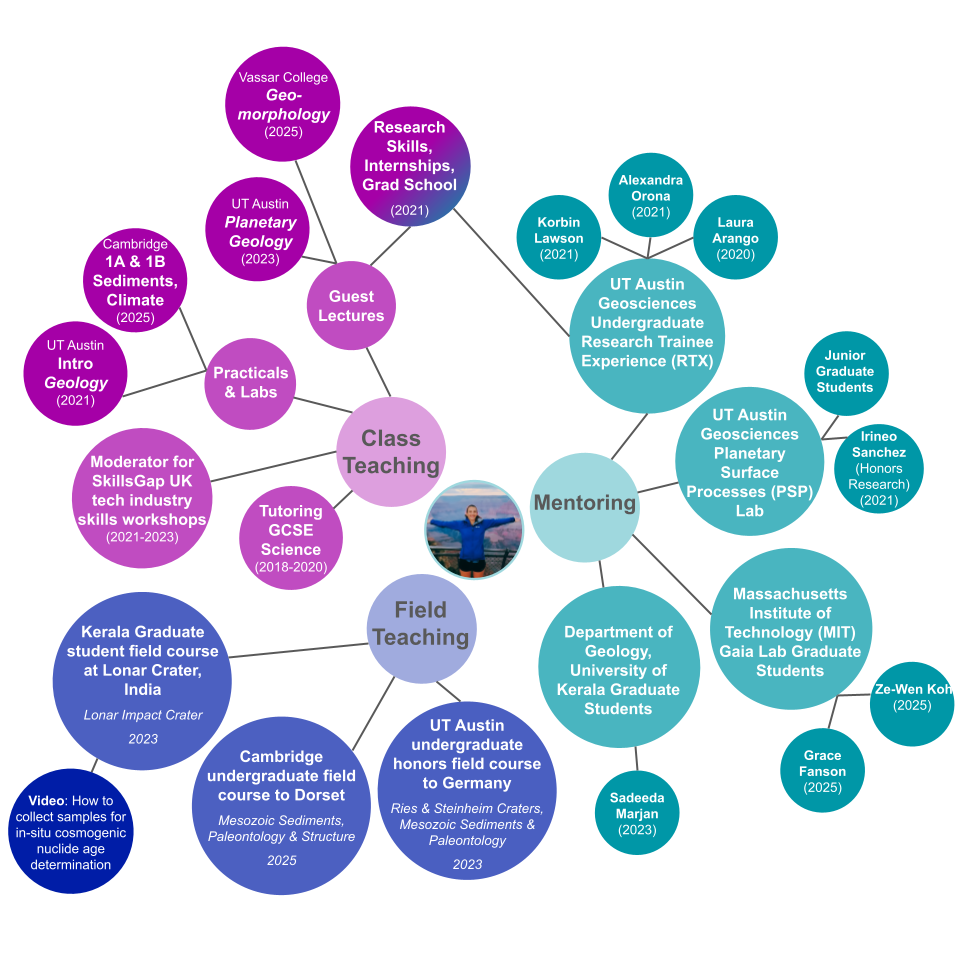 Vassar College
Geo-
morphology
(2025)
Research
Skills,
Internships,
Grad School
(2021)
UT Austin
Planetary
Geology
(2023)
Cambridge
1A & 1B
Sediments,
Climate
(2025)
UT Austin
Intro
Geology
(2021)
Guest
Lectures
Practicals
& Labs
Class
Teaching
Moderator for
SkillsGap UK
tech industry
skills workshops
(2021-2023)
Tutoring
GCSE
Science
(2018-2020)
Alexandra
Orona
(2021)
Korbin
Lawson
(2021)
Laura
Arango
(2020)
UT Austin
Geosciences
Undergraduate
Research Trainee
Experience (RTX)
Junior
Graduate
Students
UT Austin
Geosciences
Planetary
Surface
Processes (PSP)
Lab
Irineo
Sanchez
(Honors
Research)
(2021)
Mentoring
Massachusetts
Institute of
Technology (MIT)
Gaia Lab Graduate
Students
Department of
Geology,
University of
Kerala Graduate
Students
Ze-Wen Koh
(2025)
Grace
Fanson
(2025)
Sadeeda
Marjan
(2023)
Field
Teaching
Kerala Graduate
student field course
at Lonar Crater,
India
Lonar Impact Crater
2023
Video: How to
collect samples for
in-situ cosmogenic
nuclide age
determination
Cambridge
undergraduate field
course to Dorset
Mesozoic Sediments,
Paleontology & Structure
2025
UT Austin
undergraduate
honors field course
to Germany
Ries & Steinheim Craters,
Mesozoic Sediments &
Paleontology
2023